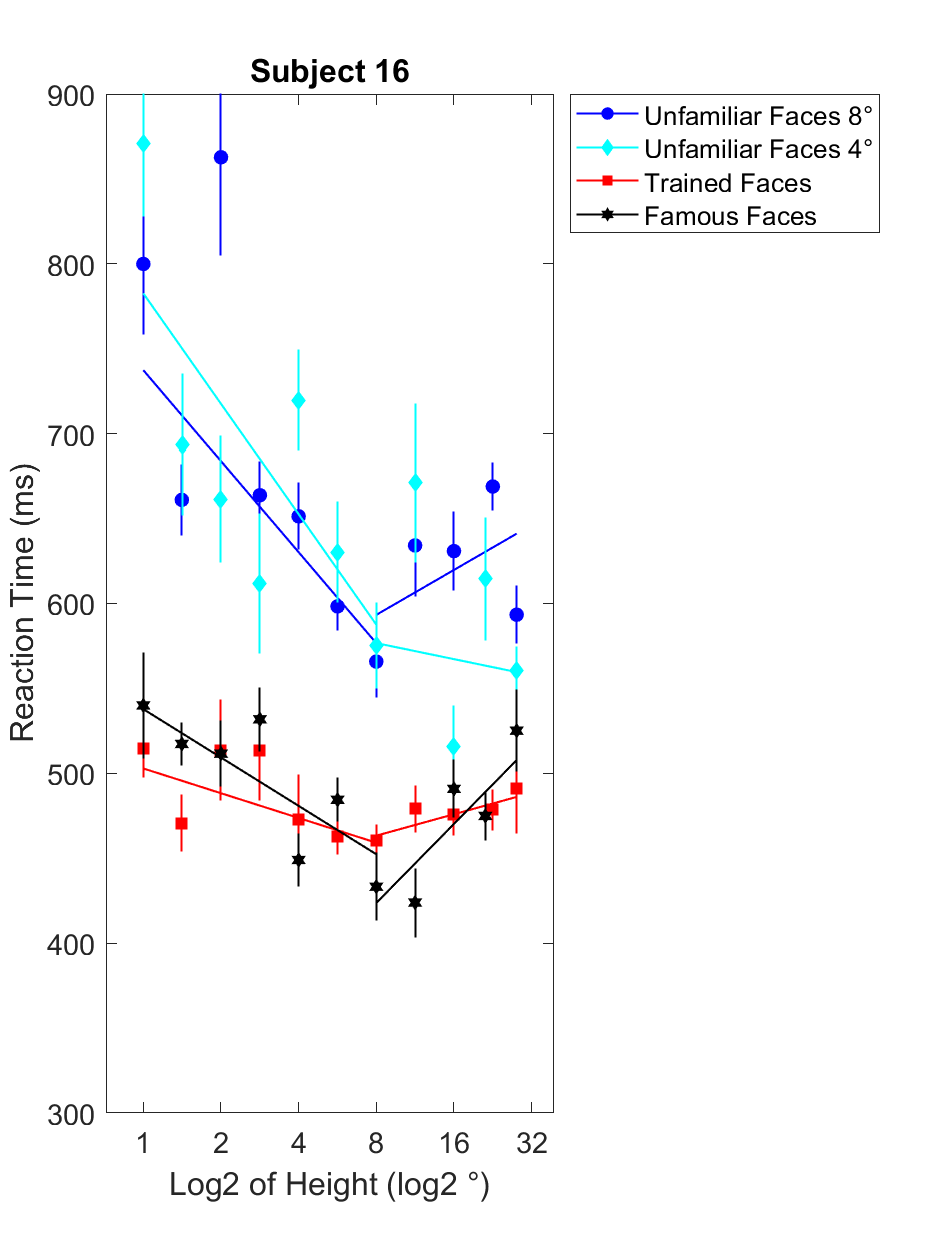 Subject 16
900
800
700
600
500
400
300
Reaction Time (ms)
1 2 4 8 16 32
Log2 of Height (log2 °)
Unfamiliar Faces 8°
Unfamiliar Faces 4°
Trained Faces
Famous Faces